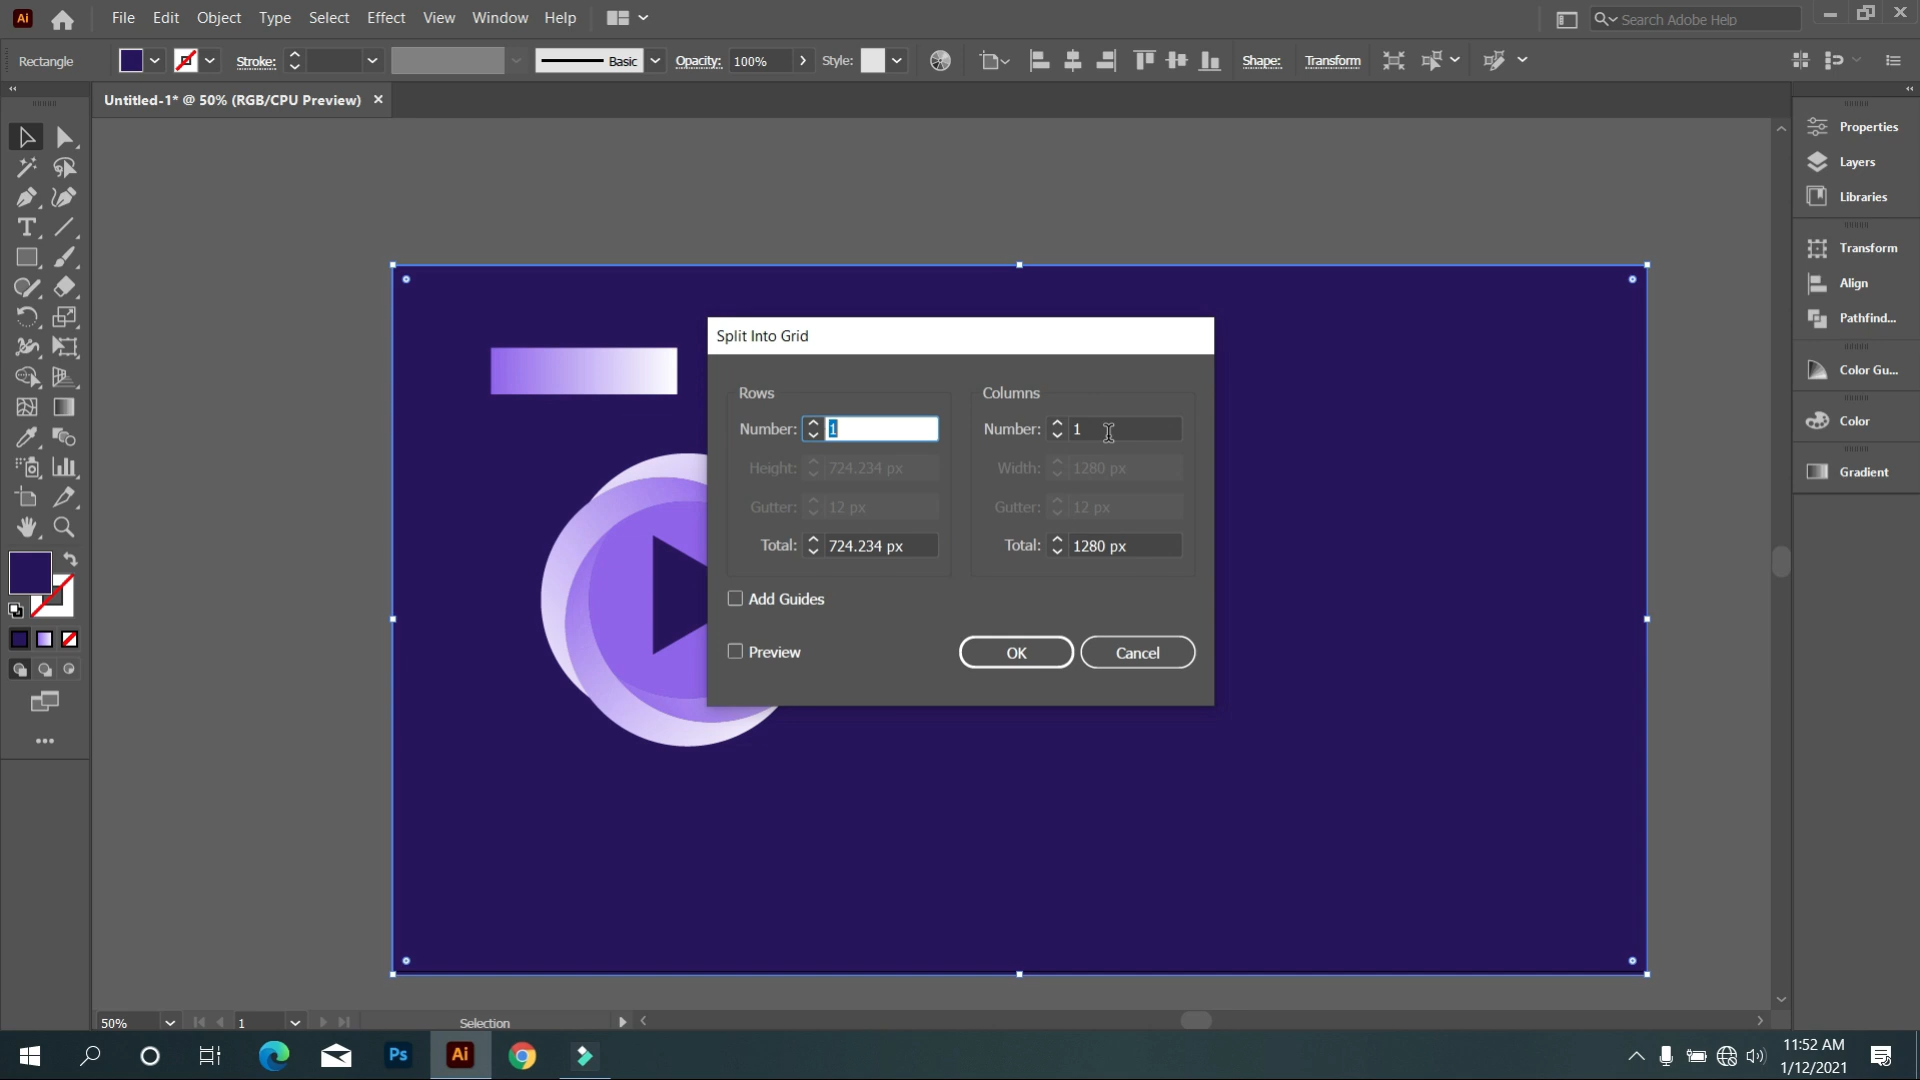 Ai File Edit Object Type Select Effect View Window Help Search Adobe Help
Rectangle Stroke: Basic Opacity: 100% Style: Shape: Transform
Untitled-1* @ 50% (RGB/CPU Preview)
Properties
Layers
Libraries
Transform
Align
Pathfind...
Color Gu...
Color
Gradient
Split Into Grid
Rows Columns
Number: 1 Number: 1
Height: 724.234 px Width: 1280 px
Gutter: 12 px Gutter: 12 px
Total: 724.234 px Total: 1280 px
Add Guides
Preview OK Cancel
50% 1 Selection
Ps Ai
11:52 AM
1/12/2021